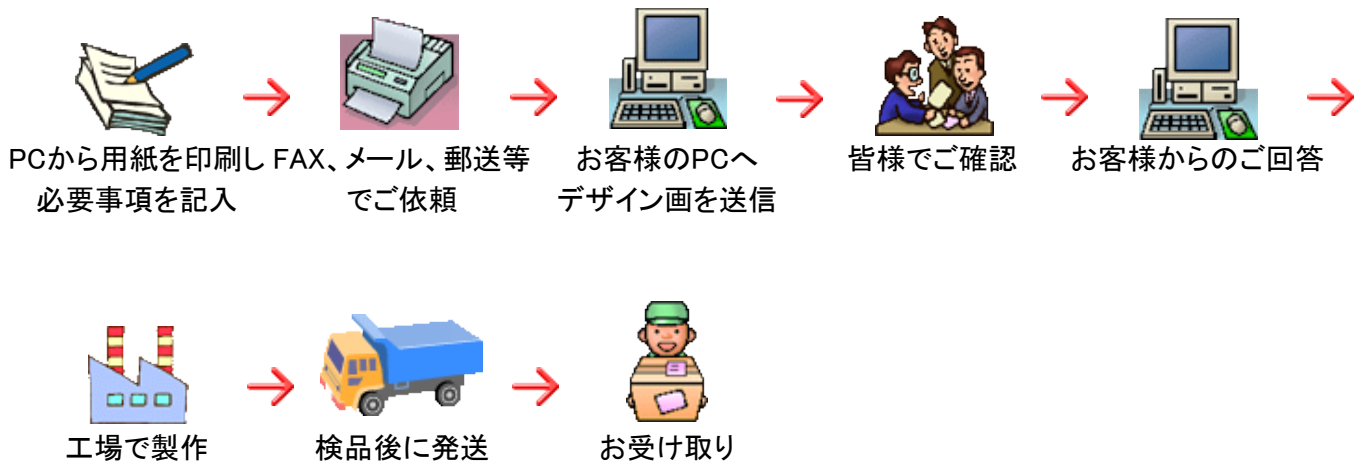 PCから用紙を印刷し
必要事項を記入
FAX、メール、郵送等
でご依頼
お客様のPCへ
デザイン画を送信
皆様でご確認
お客様からのご回答
工場で製作
検品後に発送
お受け取り